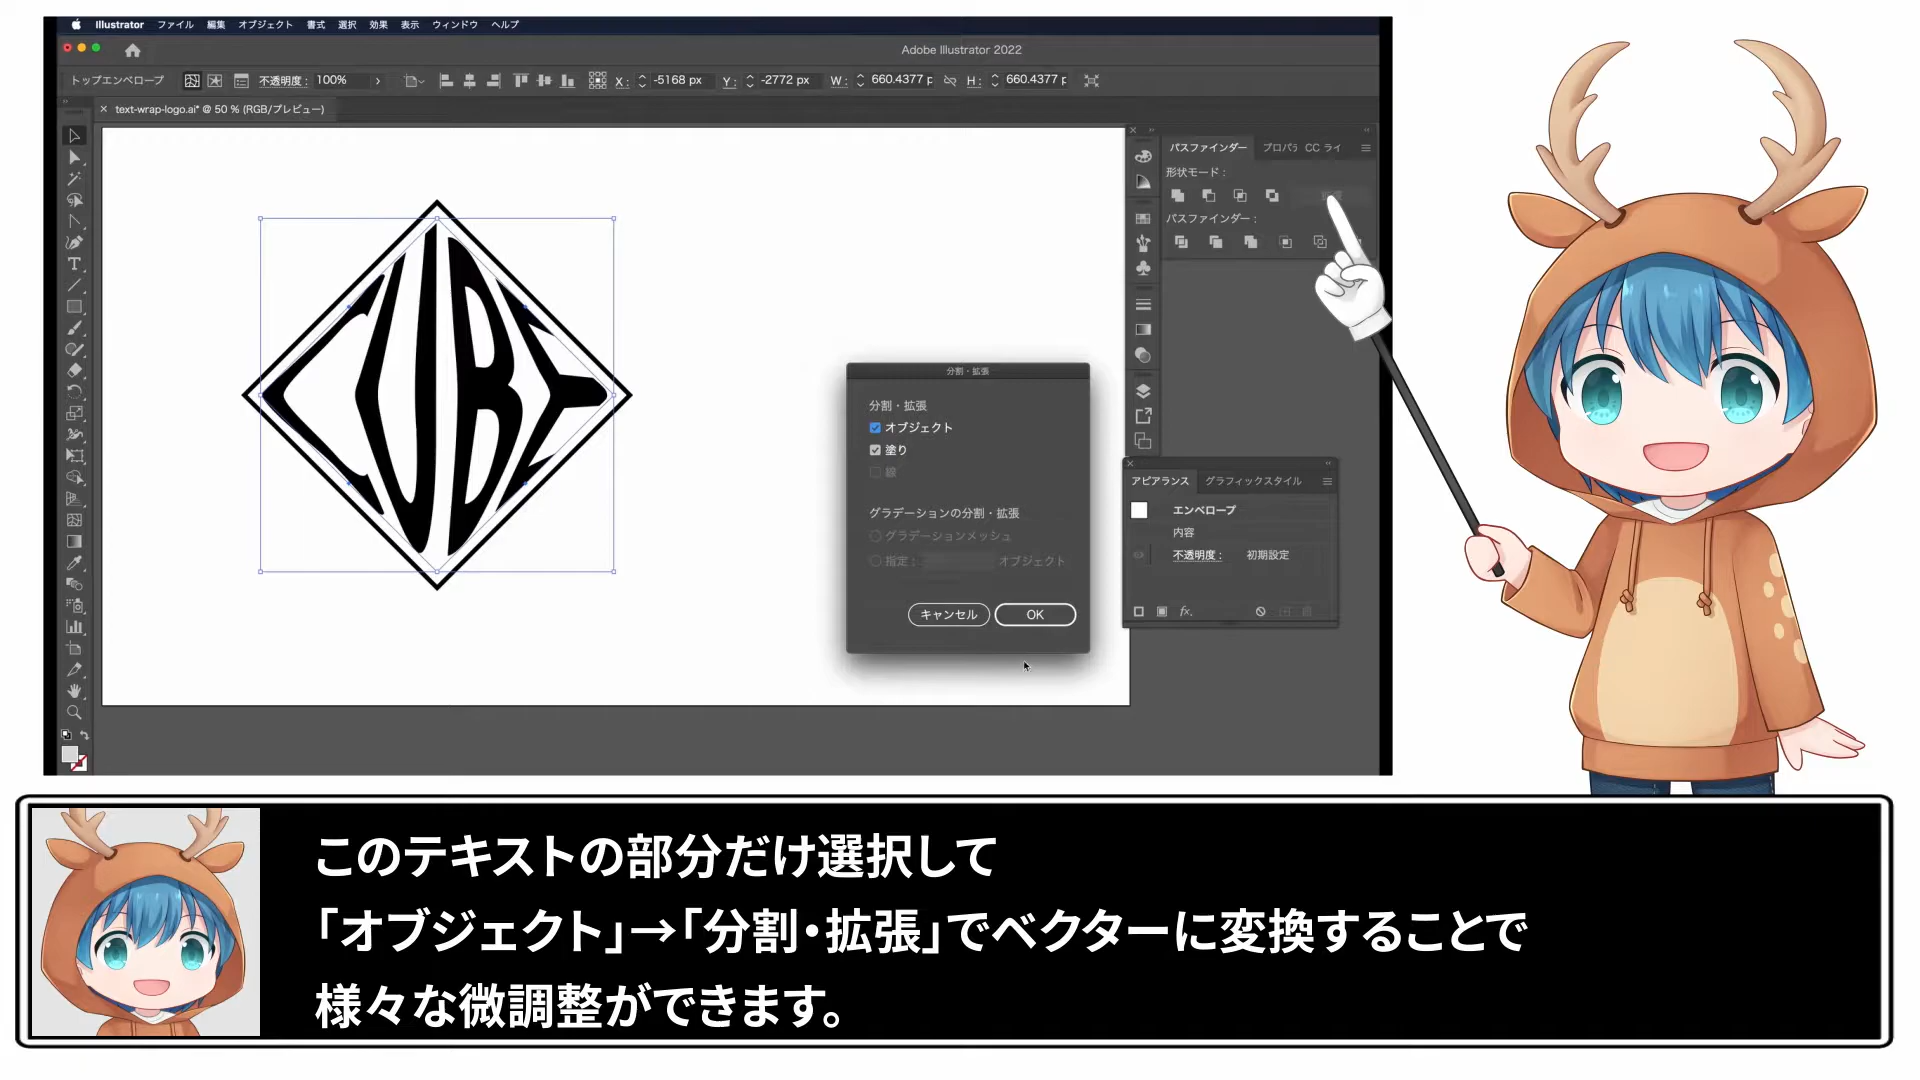 Illustrator ファイル 編集 オブジェクト 書式 選択 効果 表示 ウィンドウ ヘルプ
Adobe Illustrator 2022
トップエンベロープ 不透明度 : 100% X : -5168 px Y : -2772 px W : 660.4377 p H : 660.4377 p
text-wrap-logo.ai* @ 50 % (RGB/プレビュー)
パスファインダー プロパテ CC ライ
形状モード :
パスファインダー :
CUBE
分割・拡張
分割・拡張
オブジェクト
塗り
線
グラデーションの分割・拡張
グラデーションメッシュ
指定 : オブジェクト
キャンセル OK
アピアランス グラフィックスタイル
エンベロープ
内容
不透明度 : 初期設定
fx.
このテキストの部分だけ選択して
「オブジェクト」→「分割・拡張」でベクターに変換することで
様々な微調整ができます。